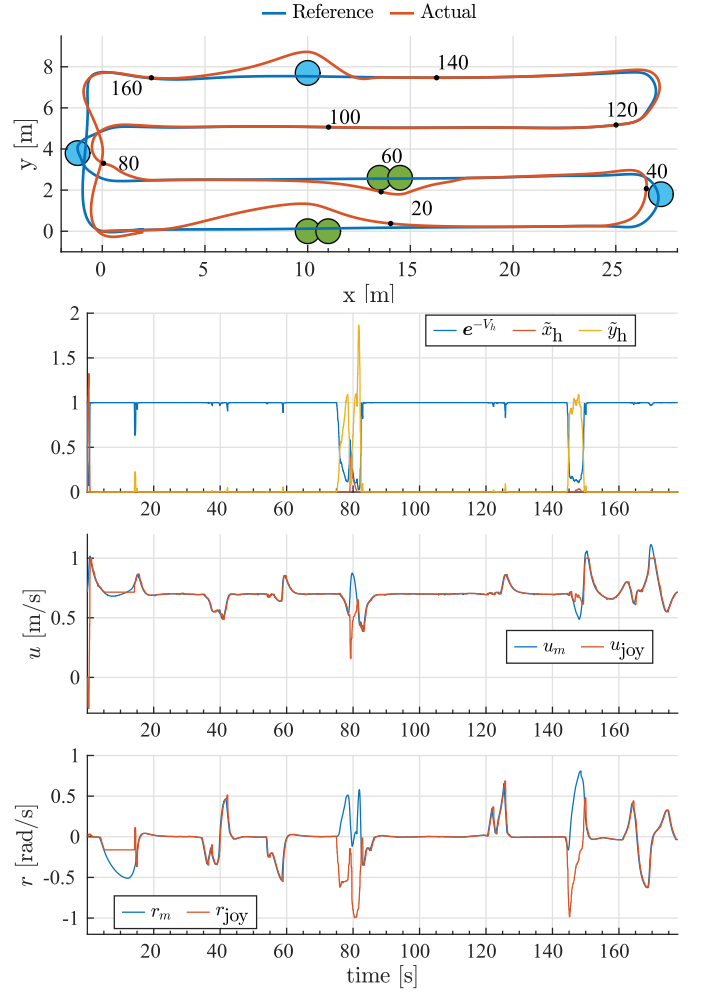 Reference Actual
8
6
4
2
0
y [m]
160
140
100
120
80
60
40
20
0 5 10 15 20 25
x [m]
2
1.5
1
0.5
0
e^{-V_h} x̃_h ỹ_h
20 40 60 80 100 120 140 160
1
0.5
0
u [m/s]
u_m u_joy
20 40 60 80 100 120 140 160
1
0.5
0
-0.5
-1
r [rad/s]
r_m r_joy
20 40 60 80 100 120 140 160
time [s]